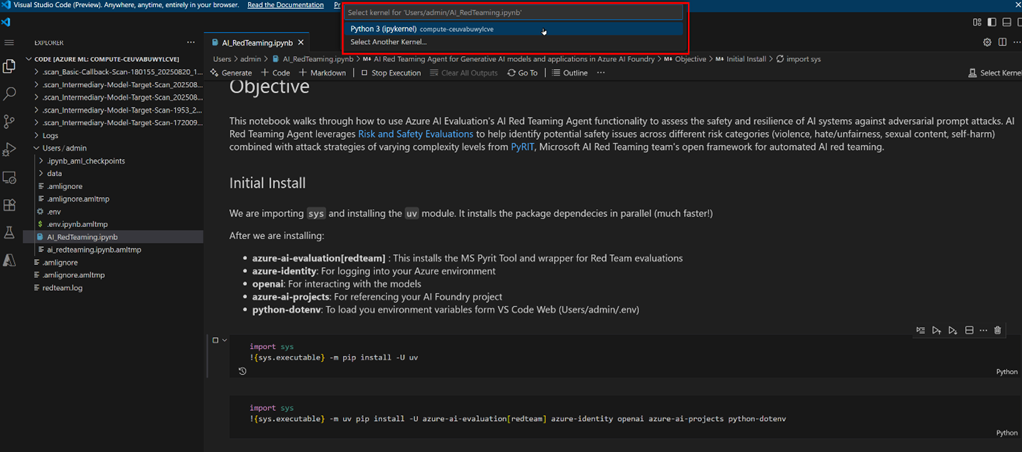 Visual Studio Code (Preview). Anywhere, anytime, entirely in your browser. Read the Documentation
Select kernel for 'Users/admin/AI_RedTeaming.ipynb'
Python 3 (ipykernel) compute-ceuvabuwylcve
Select Another Kernel...
EXPLORER
AI_RedTeaming.ipynb
CODE [AZURE ML: COMPUTE-CEUVABUWYLCVE]
.scan_Basic-Callback-Scan-180155_20250820_1...
.scan_Intermediary-Model-Target-Scan_202508...
.scan_Intermediary-Model-Target-Scan_202508...
.scan_Intermediary-Model-Target-Scan-1953_2...
.scan_Intermediary-Model-Target-Scan-172009...
Logs
Users / admin
.ipynb_aml_checkpoints
data
.amlignore
.amlignore.amltmp
.env
.env.ipynb.amltmp
AI_RedTeaming.ipynb
ai_redteaming.ipynb.amltmp
.amlignore
.amlignore.amltmp
redteam.log
Users > admin > AI_RedTeaming.ipynb > M↓ AI Red Teaming Agent for Generative AI models and applications in Azure AI Foundry > M↓ Objective > M↓ Initial Install > import sys
Generate + Code + Markdown Stop Execution Clear All Outputs Go To Outline ... Select Kernel
Objective
This notebook walks through how to use Azure AI Evaluation's AI Red Teaming Agent functionality to assess the safety and resilience of AI systems against adversarial prompt attacks. AI
Red Teaming Agent leverages Risk and Safety Evaluations to help identify potential safety issues across different risk categories (violence, hate/unfairness, sexual content, self-harm)
combined with attack strategies of varying complexity levels from PyRIT, Microsoft AI Red Teaming team's open framework for automated AI red teaming.
Initial Install
We are importing sys and installing the uv module. It installs the package dependecies in parallel (much faster!)
After we are installing:
• azure-ai-evaluation[redteam] : This installs the MS Pyrit Tool and wrapper for Red Team evaluations
• azure-identity: For logging into your Azure environment
• openai: For interacting with the models
• azure-ai-projects: For referencing your AI Foundry project
• python-dotenv: To load you environment variables form VS Code Web (Users/admin/.env)
import sys
!{sys.executable} -m pip install -U uv
Python
import sys
!{sys.executable} -m uv pip install -U azure-ai-evaluation[redteam] azure-identity openai azure-ai-projects python-dotenv
Python